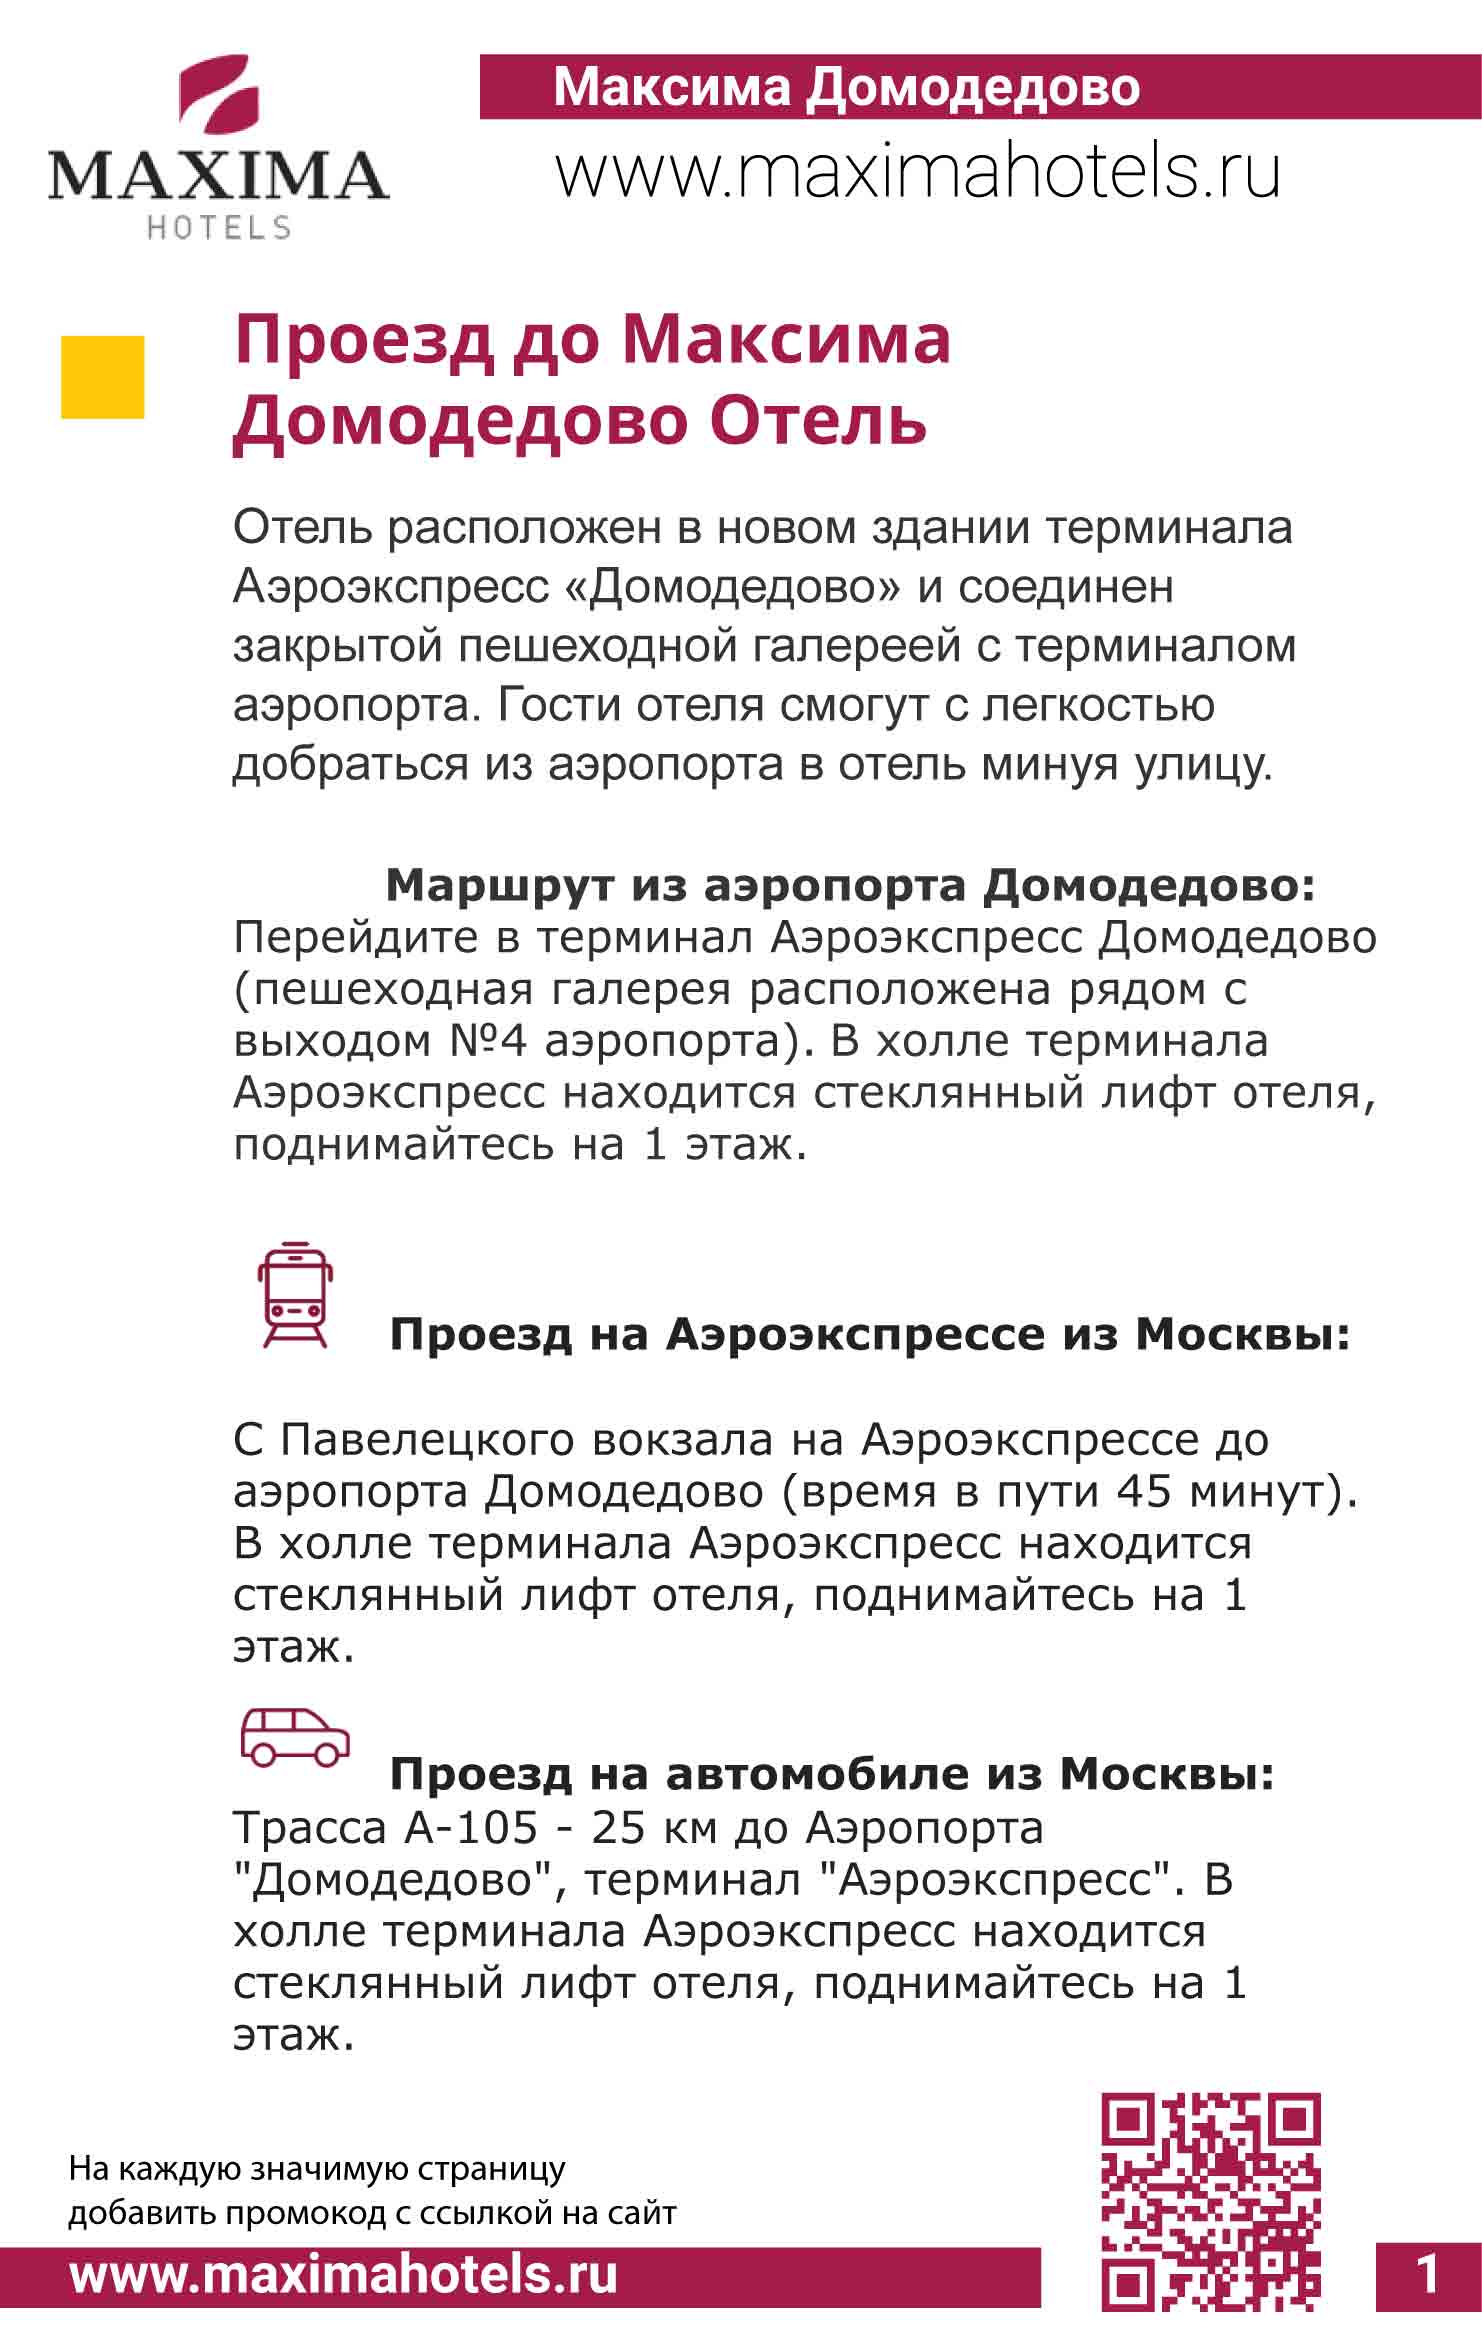 MAXIMA
HOTELS
Максима Домодедово
www.maximahotels.ru
Проезд до Максима
Домодедово Отель
Отель расположен в новом здании терминала
Аэроэкспресс «Домодедово» и соединен
закрытой пешеходной галереей с терминалом
аэропорта. Гости отеля смогут с легкостью
добраться из аэропорта в отель минуя улицу.
Маршрут из аэропорта Домодедово:
Перейдите в терминал Аэроэкспресс Домодедово
(пешеходная галерея расположена рядом с
выходом №4 аэропорта). В холле терминала
Аэроэкспресс находится стеклянный лифт отеля,
поднимайтесь на 1 этаж.
Проезд на Аэроэкспрессе из Москвы:
С Павелецкого вокзала на Аэроэкспрессе до
аэропорта Домодедово (время в пути 45 минут).
В холле терминала Аэроэкспресс находится
стеклянный лифт отеля, поднимайтесь на 1
этаж.
Проезд на автомобиле из Москвы:
Трасса А-105 - 25 км до Аэропорта
"Домодедово", терминал "Аэроэкспресс". В
холле терминала Аэроэкспресс находится
стеклянный лифт отеля, поднимайтесь на 1
этаж.
На каждую значимую страницу
добавить промокод с ссылкой на сайт
www.maximahotels.ru
1